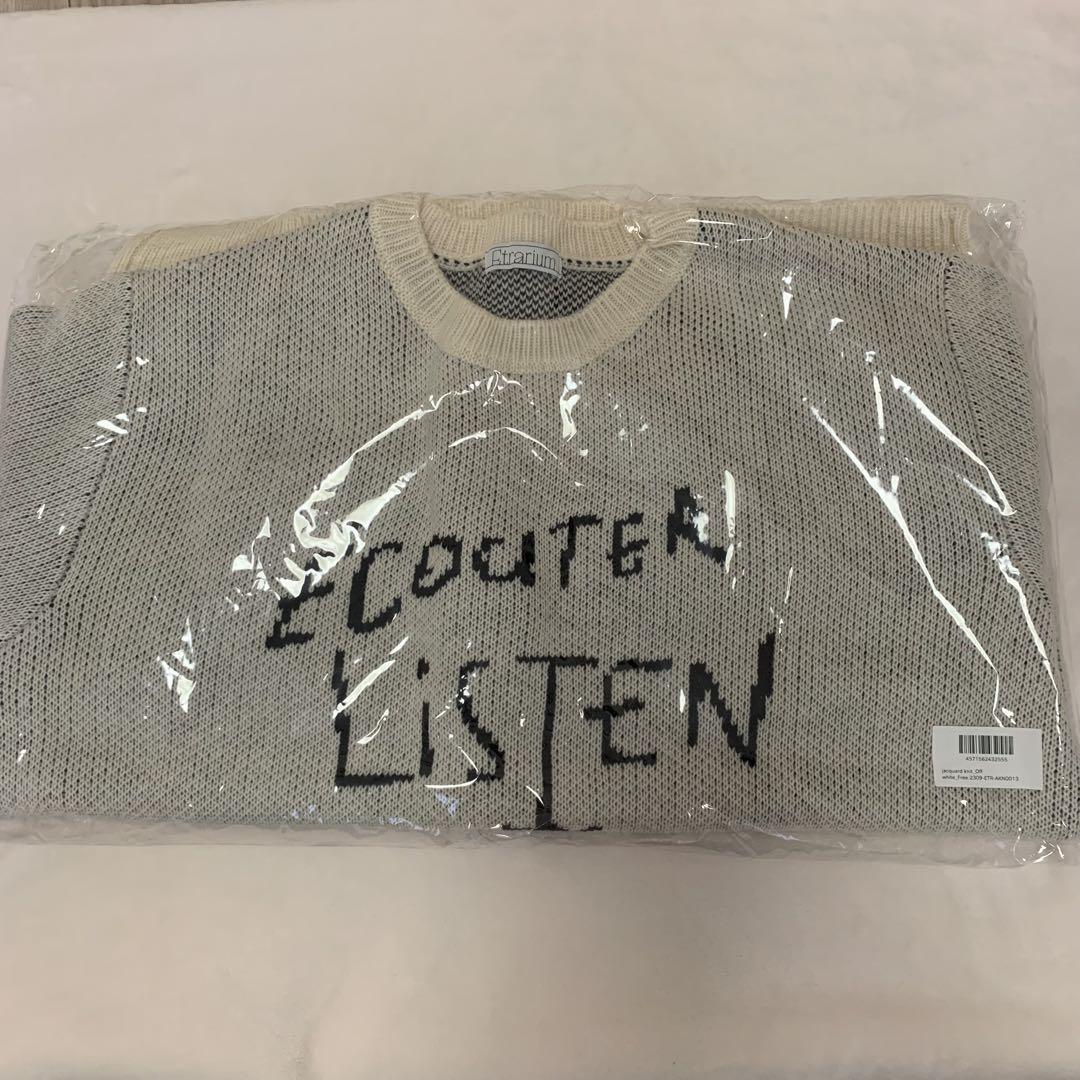 Etrarium
ECOUTER
LiSTEN
4571562432555
jacquard knit_Off
white_Free:2309-ETR-AKN0013